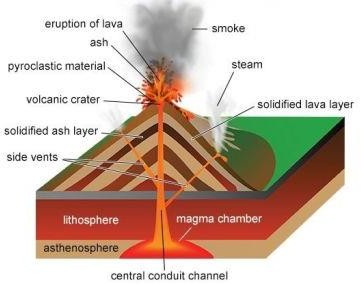 eruption of lava
smoke
ash
pyroclastic material
steam
volcanic crater
solidified lava layer
solidified ash layer
side vents
lithosphere
magma chamber
asthenosphere
central conduit channel